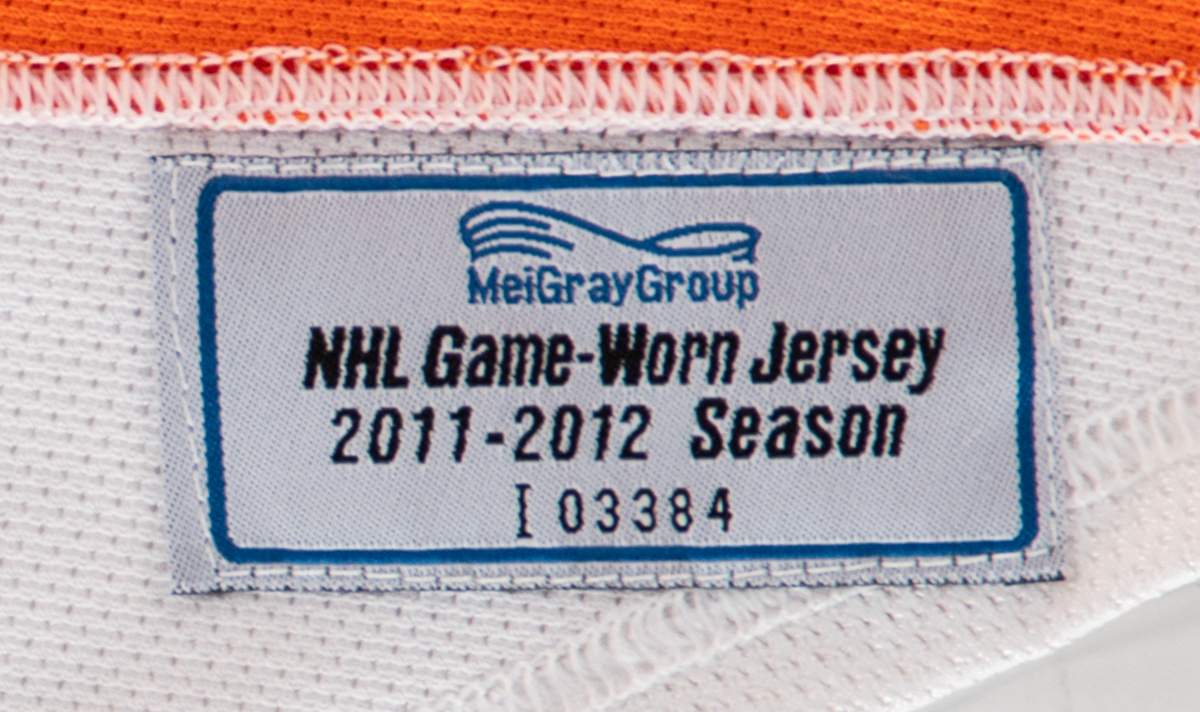 MeiGrayGroup
NHL Game-Worn Jersey
2011-2012 Season
I 03384